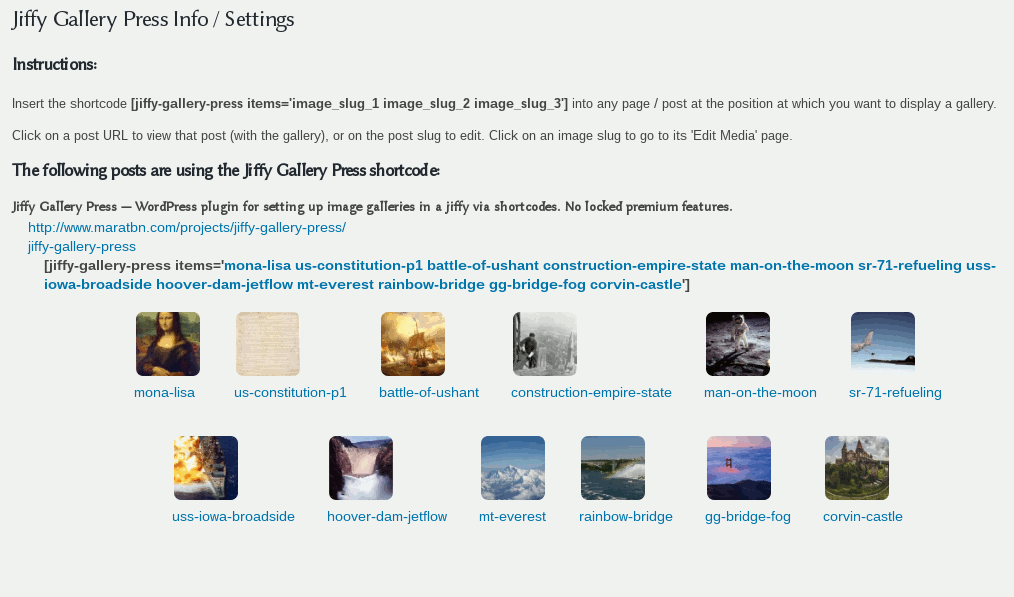 Jiffy Gallery Press Info / Settings
Instructions:
Insert the shortcode [jiffy-gallery-press items='image_slug_1 image_slug_2 image_slug_3'] into any page / post at the position at which you want to display a gallery.
Click on a post URL to view that post (with the gallery), or on the post slug to edit. Click on an image slug to go to its 'Edit Media' page.
The following posts are using the Jiffy Gallery Press shortcode:
Jiffy Gallery Press — WordPress plugin for setting up image galleries in a jiffy via shortcodes. No locked premium features.
http://www.maratbn.com/projects/jiffy-gallery-press/
jiffy-gallery-press
[jiffy-gallery-press items='mona-lisa us-constitution-p1 battle-of-ushant construction-empire-state man-on-the-moon sr-71-refueling uss-
iowa-broadside hoover-dam-jetflow mt-everest rainbow-bridge gg-bridge-fog corvin-castle']
mona-lisa us-constitution-p1 battle-of-ushant construction-empire-state man-on-the-moon sr-71-refueling
uss-iowa-broadside hoover-dam-jetflow mt-everest rainbow-bridge gg-bridge-fog corvin-castle